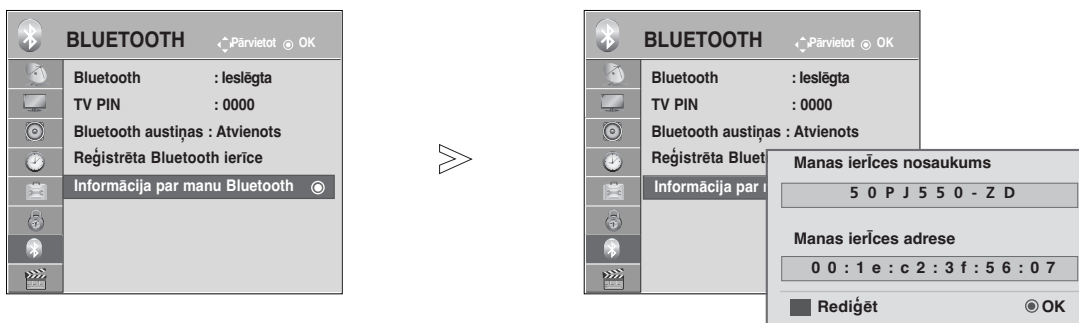 BLUETOOTH Pārvietot OK
Bluetooth : Ieslēgta
TV PIN : 0000
Bluetooth austiņas : Atvienots
Reģistrēta Bluetooth ierīce
Informācija par manu Bluetooth
BLUETOOTH Pārvietot OK
Bluetooth : Ieslēgta
TV PIN : 0000
Bluetooth austiņas : Atvienots
Reģistrēta Bluet
Informācija par
Manas ierĪces nosaukums
50PJ550-ZD
Manas ierĪces adrese
00:1e:c2:3f:56:07
Rediģēt OK